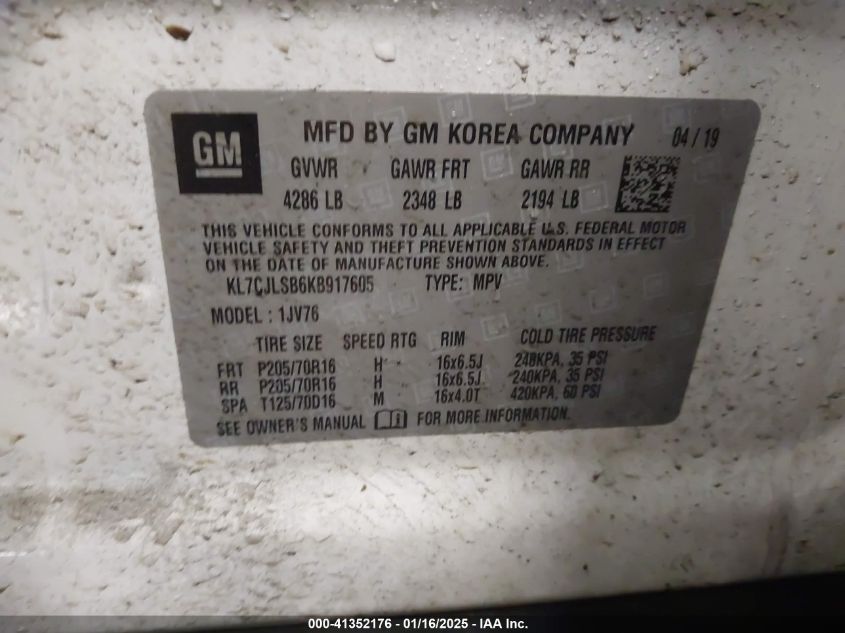 GM MFD BY GM KOREA COMPANY 04/19
GVWR GAWR FRT GAWR RR
4286 LB 2348 LB 2194 LB
THIS VEHICLE CONFORMS TO ALL APPLICABLE U.S. FEDERAL MOTOR
VEHICLE SAFETY AND THEFT PREVENTION STANDARDS IN EFFECT
ON THE DATE OF MANUFACTURE SHOWN ABOVE.
KL7CJLSB6KB917605 TYPE: MPV
MODEL : 1JV76
TIRE SIZE SPEED RTG RIM COLD TIRE PRESSURE
FRT P205/70R16 H 16x6.5J 240KPA, 35 PSI
RR P205/70R16 H 16x6.5J 240KPA, 35 PSI
SPA T125/70D16 M 16x4.0T 420KPA, 60 PSI
SEE OWNER'S MANUAL FOR MORE INFORMATION.
000-41352176 - 01/16/2025 - IAA Inc.